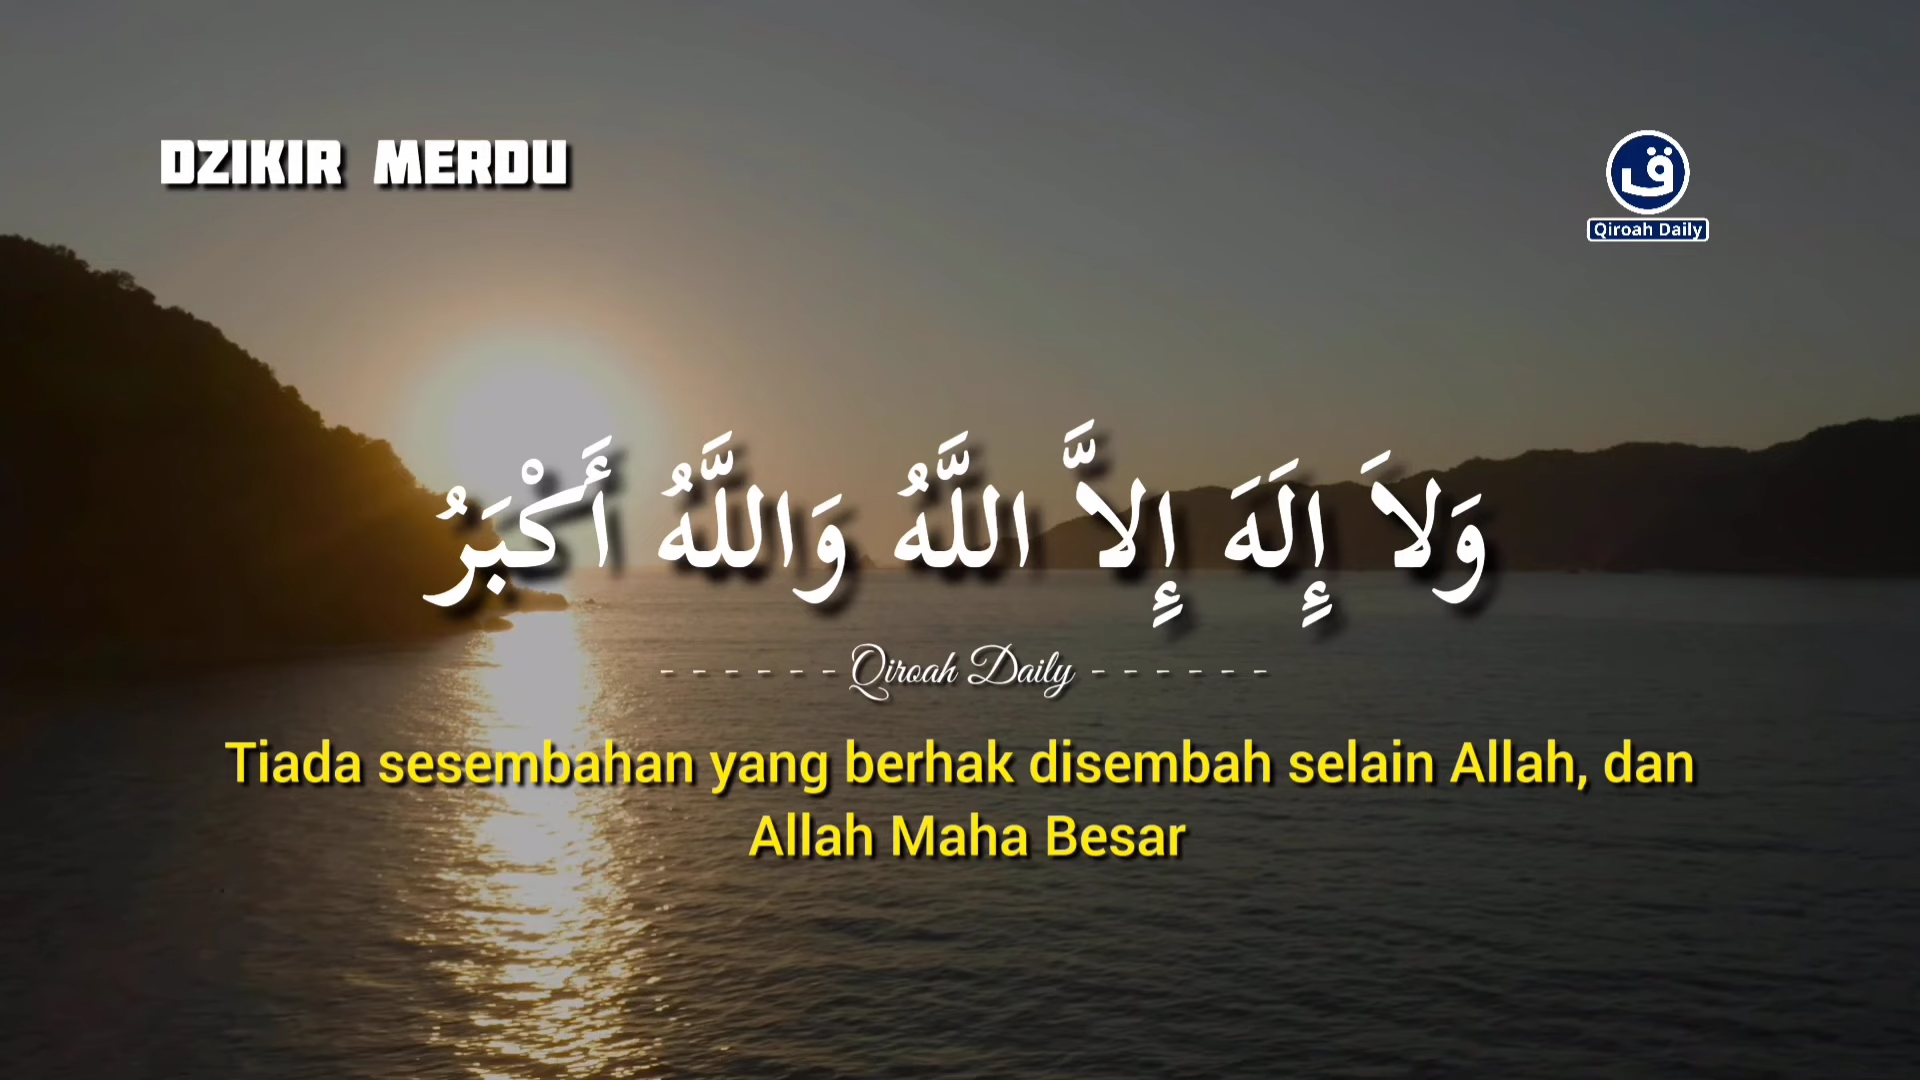 DZIKIR MERDU
ق
Qiroah Daily
وَلاَ إِلَهَ إِلاَّ اللَّهُ وَاللَّهُ أَكْبَرُ
- - - - - - Qiroah Daily - - - - - -
Tiada sesembahan yang berhak disembah selain Allah, dan
Allah Maha Besar